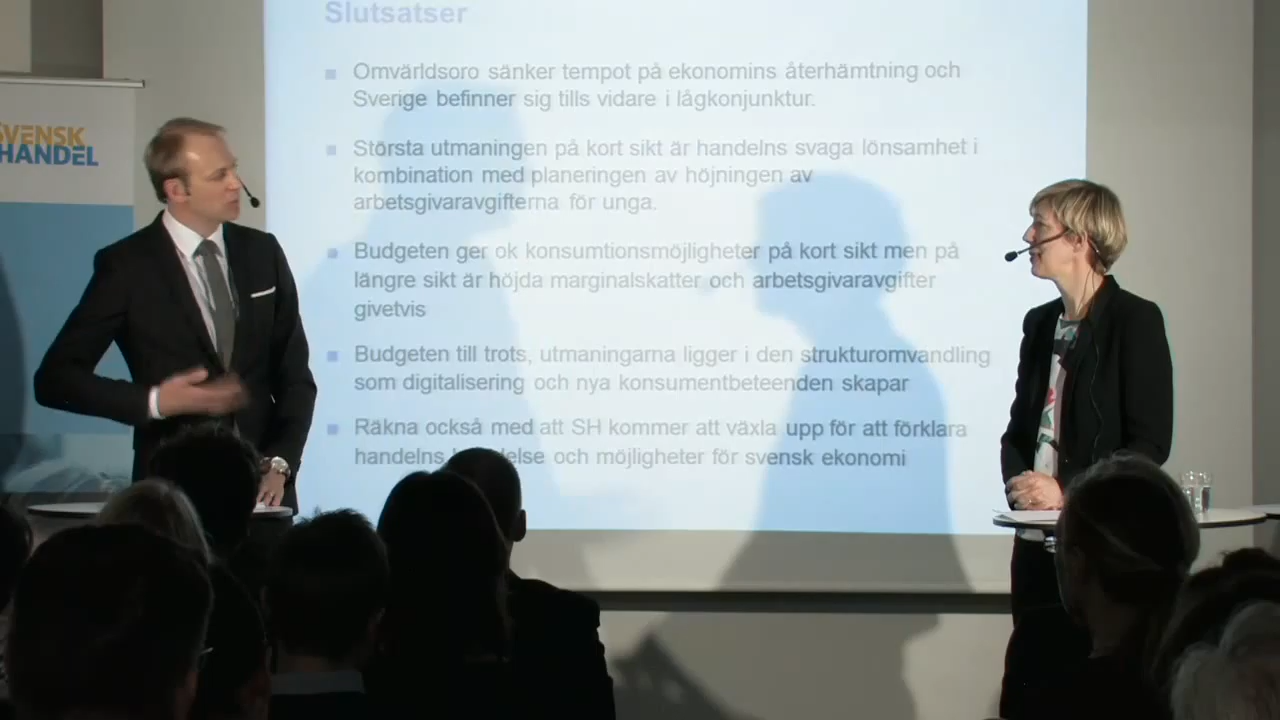 Slutsatser
Omvärldsoro sänker tempot på ekonomins återhämtning och
Sverige befinner sig tills vidare i lågkonjunktur.
Största utmaningen på kort sikt är handelns svaga lönsamhet i
kombination med planeringen av höjningen av
arbetsgivaravgifterna för unga.
Budgeten ger ok konsumtionsmöjligheter på kort sikt men på
längre sikt är höjda marginalskatter och arbetsgivaravgifter
givetvis
Budgeten till trots, utmaningarna ligger i den strukturomvandling
som digitalisering och nya konsumentbeteenden skapar
Räkna också med att SH kommer att växla upp för att förklara
handelns och möjligheter för svensk ekonomi
SVENSK
HANDEL